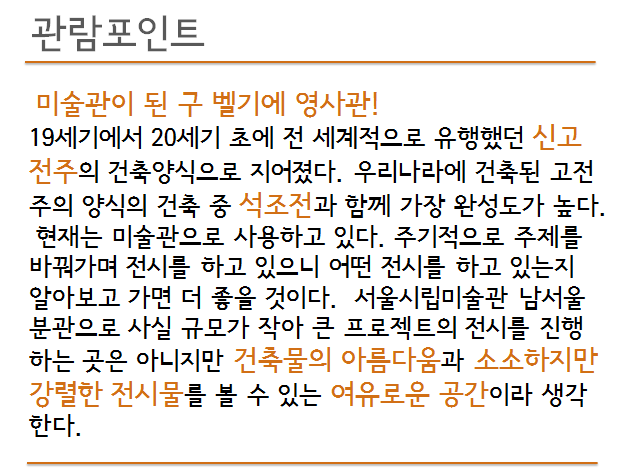 관람포인트
미술관이 된 구 벨기에 영사관!
19세기에서 20세기 초에 전 세계적으로 유행했던 신고
전주의 건축양식으로 지어졌다. 우리나라에 건축된 고전
주의 양식의 건축 중 석조전과 함께 가장 완성도가 높다.
현재는 미술관으로 사용하고 있다. 주기적으로 주제를
바꿔가며 전시를 하고 있으니 어떤 전시를 하고 있는지
알아보고 가면 더 좋을 것이다. 서울시립미술관 남서울
분관으로 사실 규모가 작아 큰 프로젝트의 전시를 진행
하는 곳은 아니지만 건축물의 아름다움과 소소하지만
강렬한 전시물를 볼 수 있는 여유로운 공간이라 생각
한다.